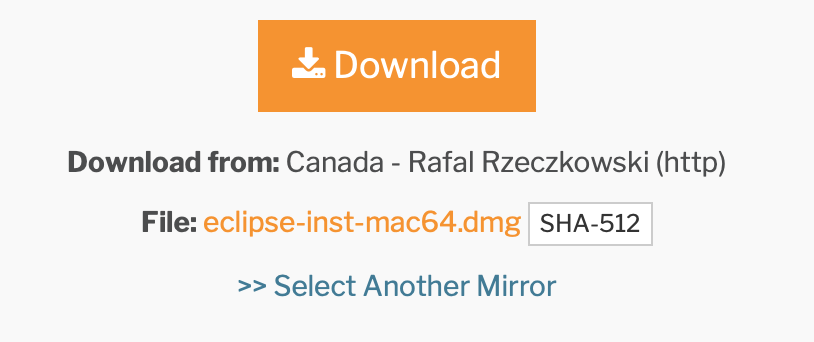 Download
Download from: Canada - Rafal Rzeczkowski (http)
File: eclipse-inst-mac64.dmg SHA-512
>> Select Another Mirror